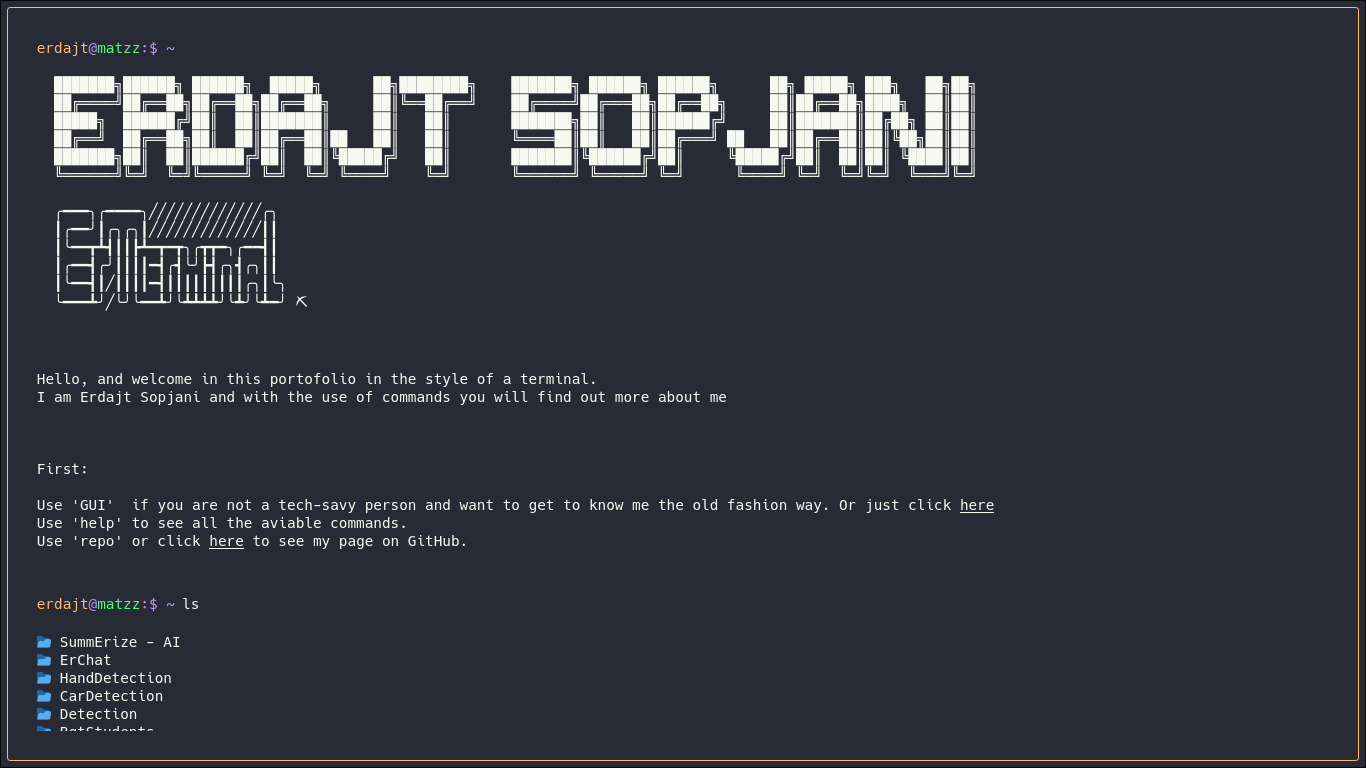 erdajt@matzz:$ ~
ERDAJT SOPJANI
Hello, and welcome in this portofolio in the style of a terminal.
I am Erdajt Sopjani and with the use of commands you will find out more about me
First:
Use 'GUI'  if you are not a tech-savy person and want to get to know me the old fashion way. Or just click here
Use 'help' to see all the aviable commands.
Use 'repo' or click here to see my page on GitHub.
erdajt@matzz:$ ~ ls
SummErize - AI
ErChat
HandDetection
CarDetection
Detection